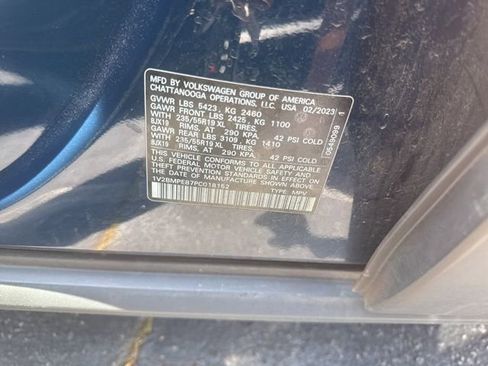 MFD BY VOLKSWAGEN GROUP OF AMERICA
CHATTANOOGA OPERATIONS, LLC. USA 02/2023
GVWR LBS 5423, KG 2460
GAWR FRONT LBS 2425, KG 1100
WITH 235/55R19 XL TIRES,
8JX19 RIMS, AT 290 KPA. 42 PSI COLD
GAWR REAR LBS 3109, KG 1410
WITH 235/55R19 XL TIRES,
8JX19 RIMS, AT 290 KPA. 42 PSI COLD
THIS VEHICLE CONFORMS TO ALL APPLICABLE
U.S. FEDERAL MOTOR VEHICLE SAFETY
AND THEFT PREVENTION STANDARDS IN EFFECT
ON THE DATE OF MANUFACTURE SHOWN ABOVE
TYPE: MPV